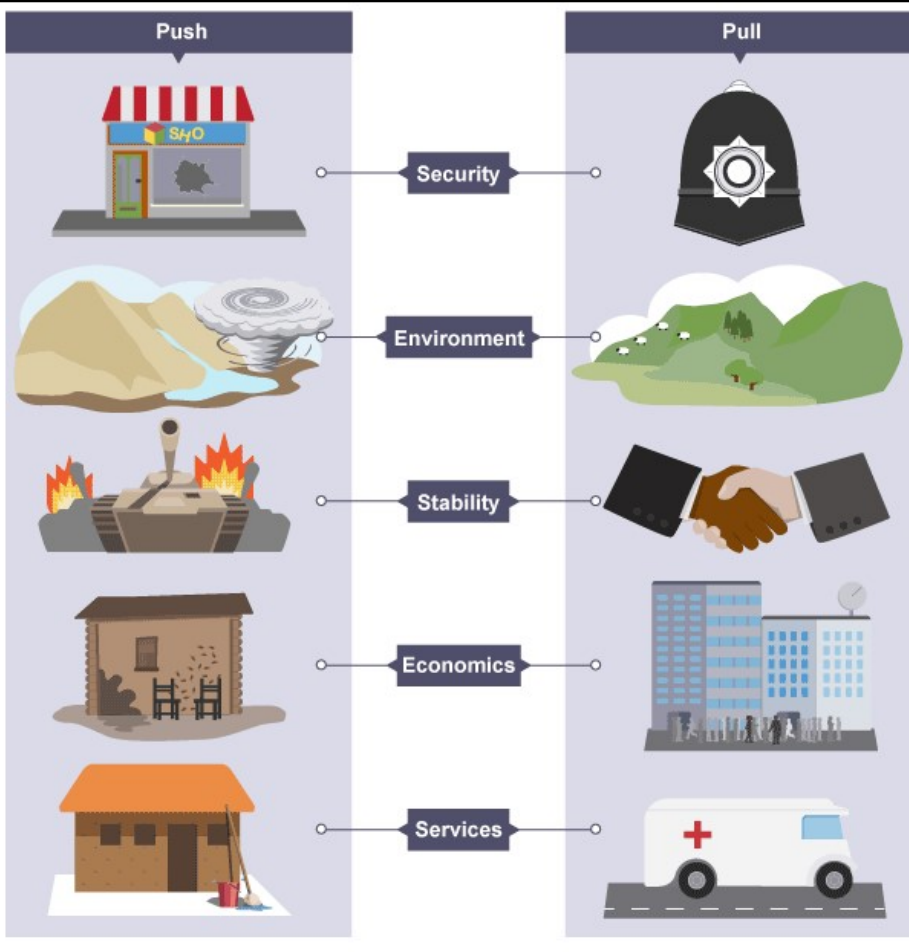 Push
Pull
SHO
Security
Environment
Stability
Economics
Services